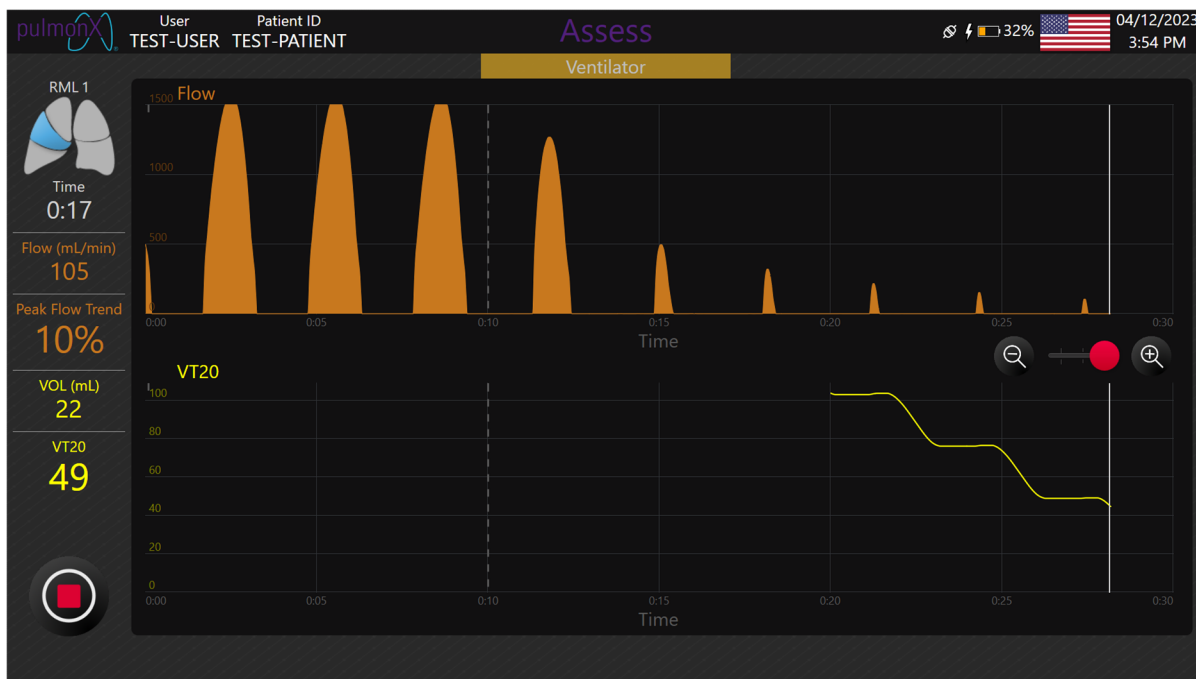 pulmonx
User
TEST-USER
Patient ID
TEST-PATIENT
Assess
32%
04/12/2023
3:54 PM
Ventilator
RML 1
Time
0:17
Flow (mL/min)
105
Peak Flow Trend
10%
VOL (mL)
22
VT20
49
Flow
1500
1000
500
0
0:00 0:05 0:10 0:15 0:20 0:25 0:30
Time
VT20
100
80
60
40
20
0
0:00 0:05 0:10 0:15 0:20 0:25 0:30
Time